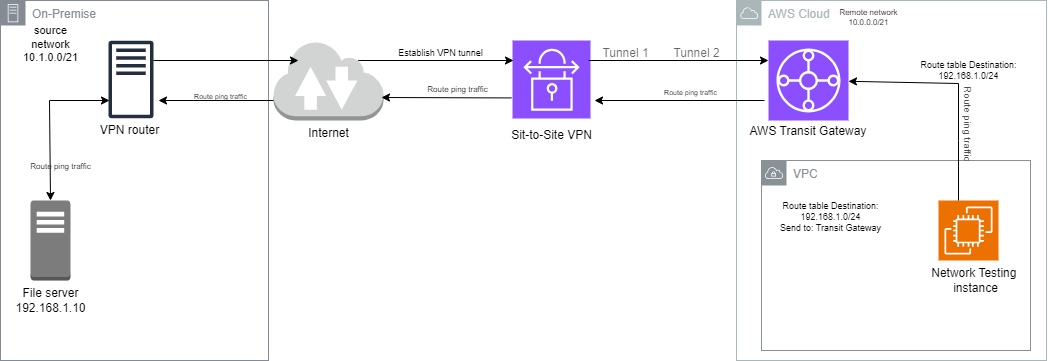 On-Premise
source
network
10.1.0.0/21
VPN router
Route ping traffic
File server
192.168.1.10
Route ping traffic
Internet
Establish VPN tunnel
Route ping traffic
Sit-to-Site VPN
Tunnel 1
Tunnel 2
Route ping traffic
AWS Cloud
Remote network
10.0.0.0/21
AWS Transit Gateway
Route table Destination:
192.168.1.0/24
Route ping traffic
VPC
Route table Destination:
192.168.1.0/24
Send to: Transit Gateway
Network Testing
instance